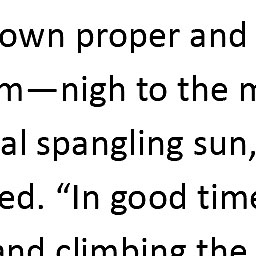 own proper and
m—nigh to the m
al spangling sun,
ed. “In good time
and climbing the